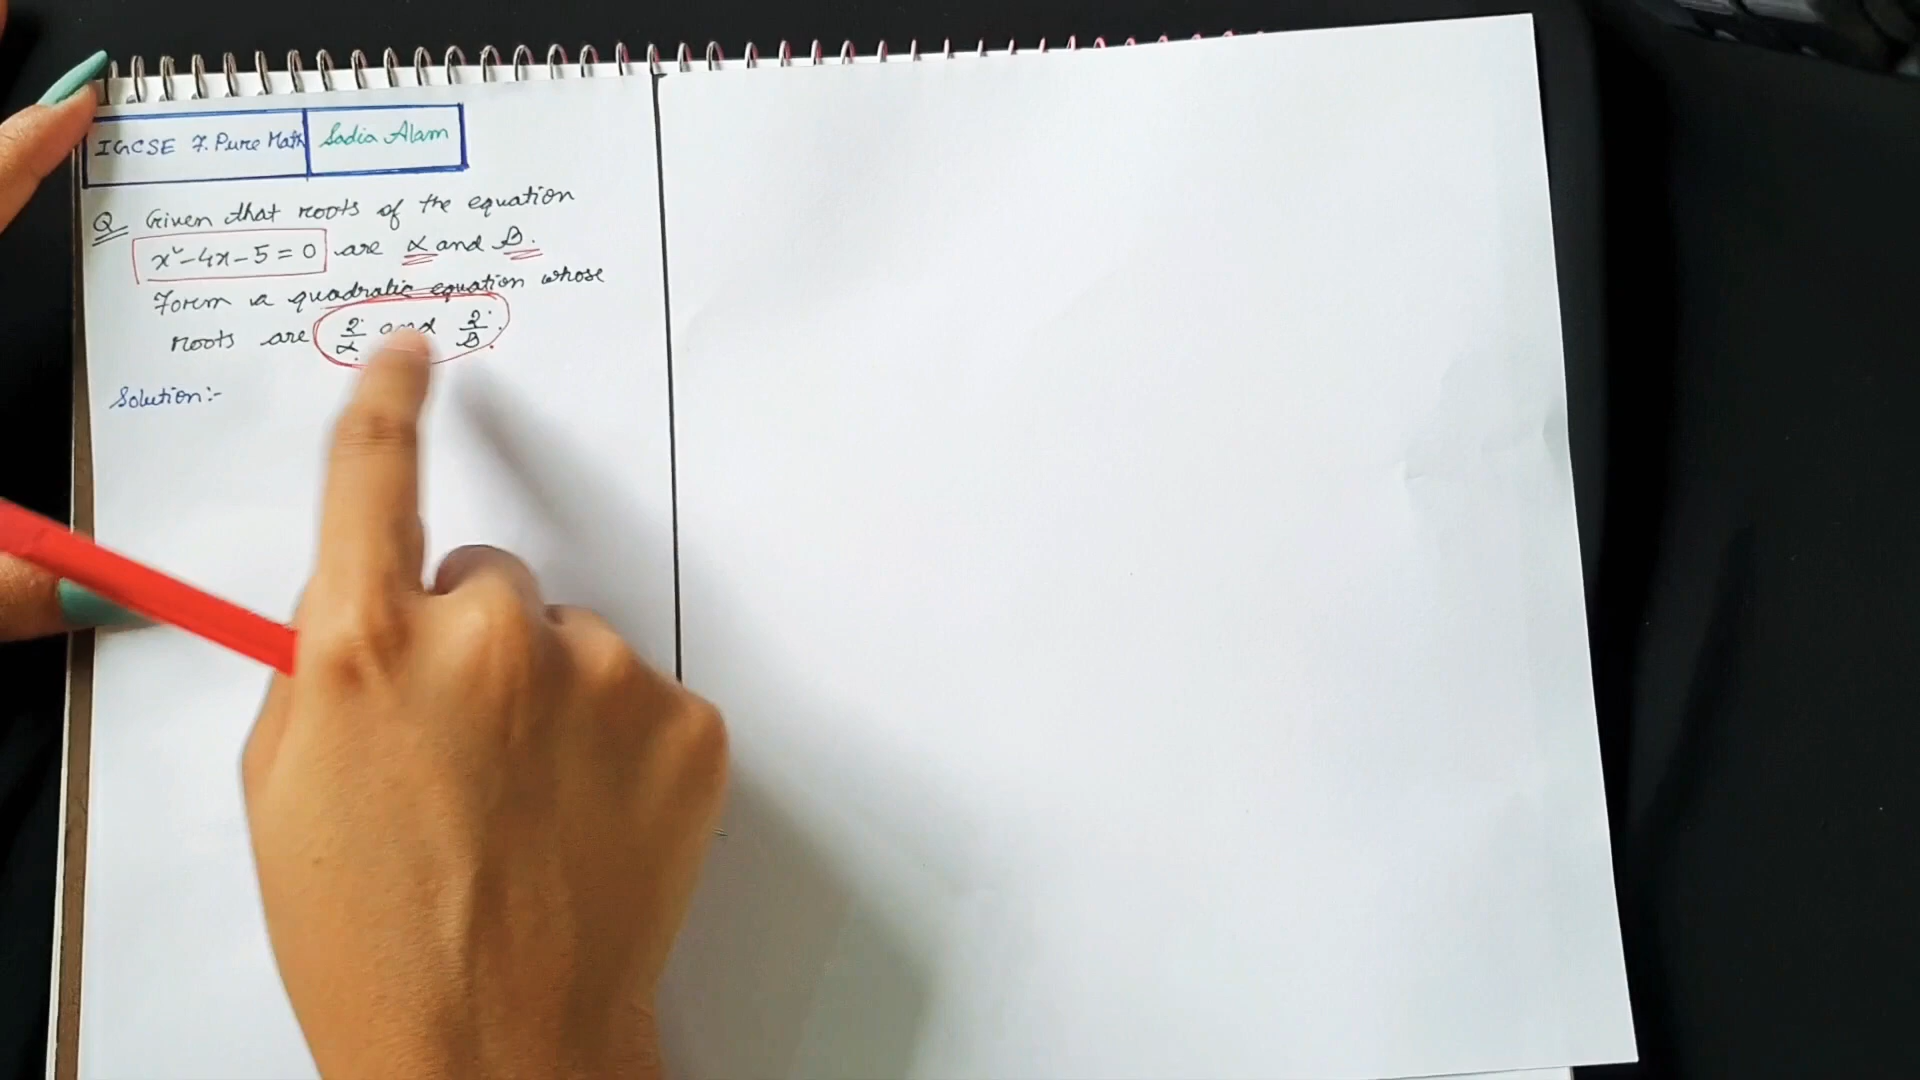 IGCSE F. Pure Math Sadia Alam
Q Given that roots of the equation
x²-4x-5=0 are α and β.
Form a quadratic equation whose
roots are 2/α and 2/β.
Solution:-